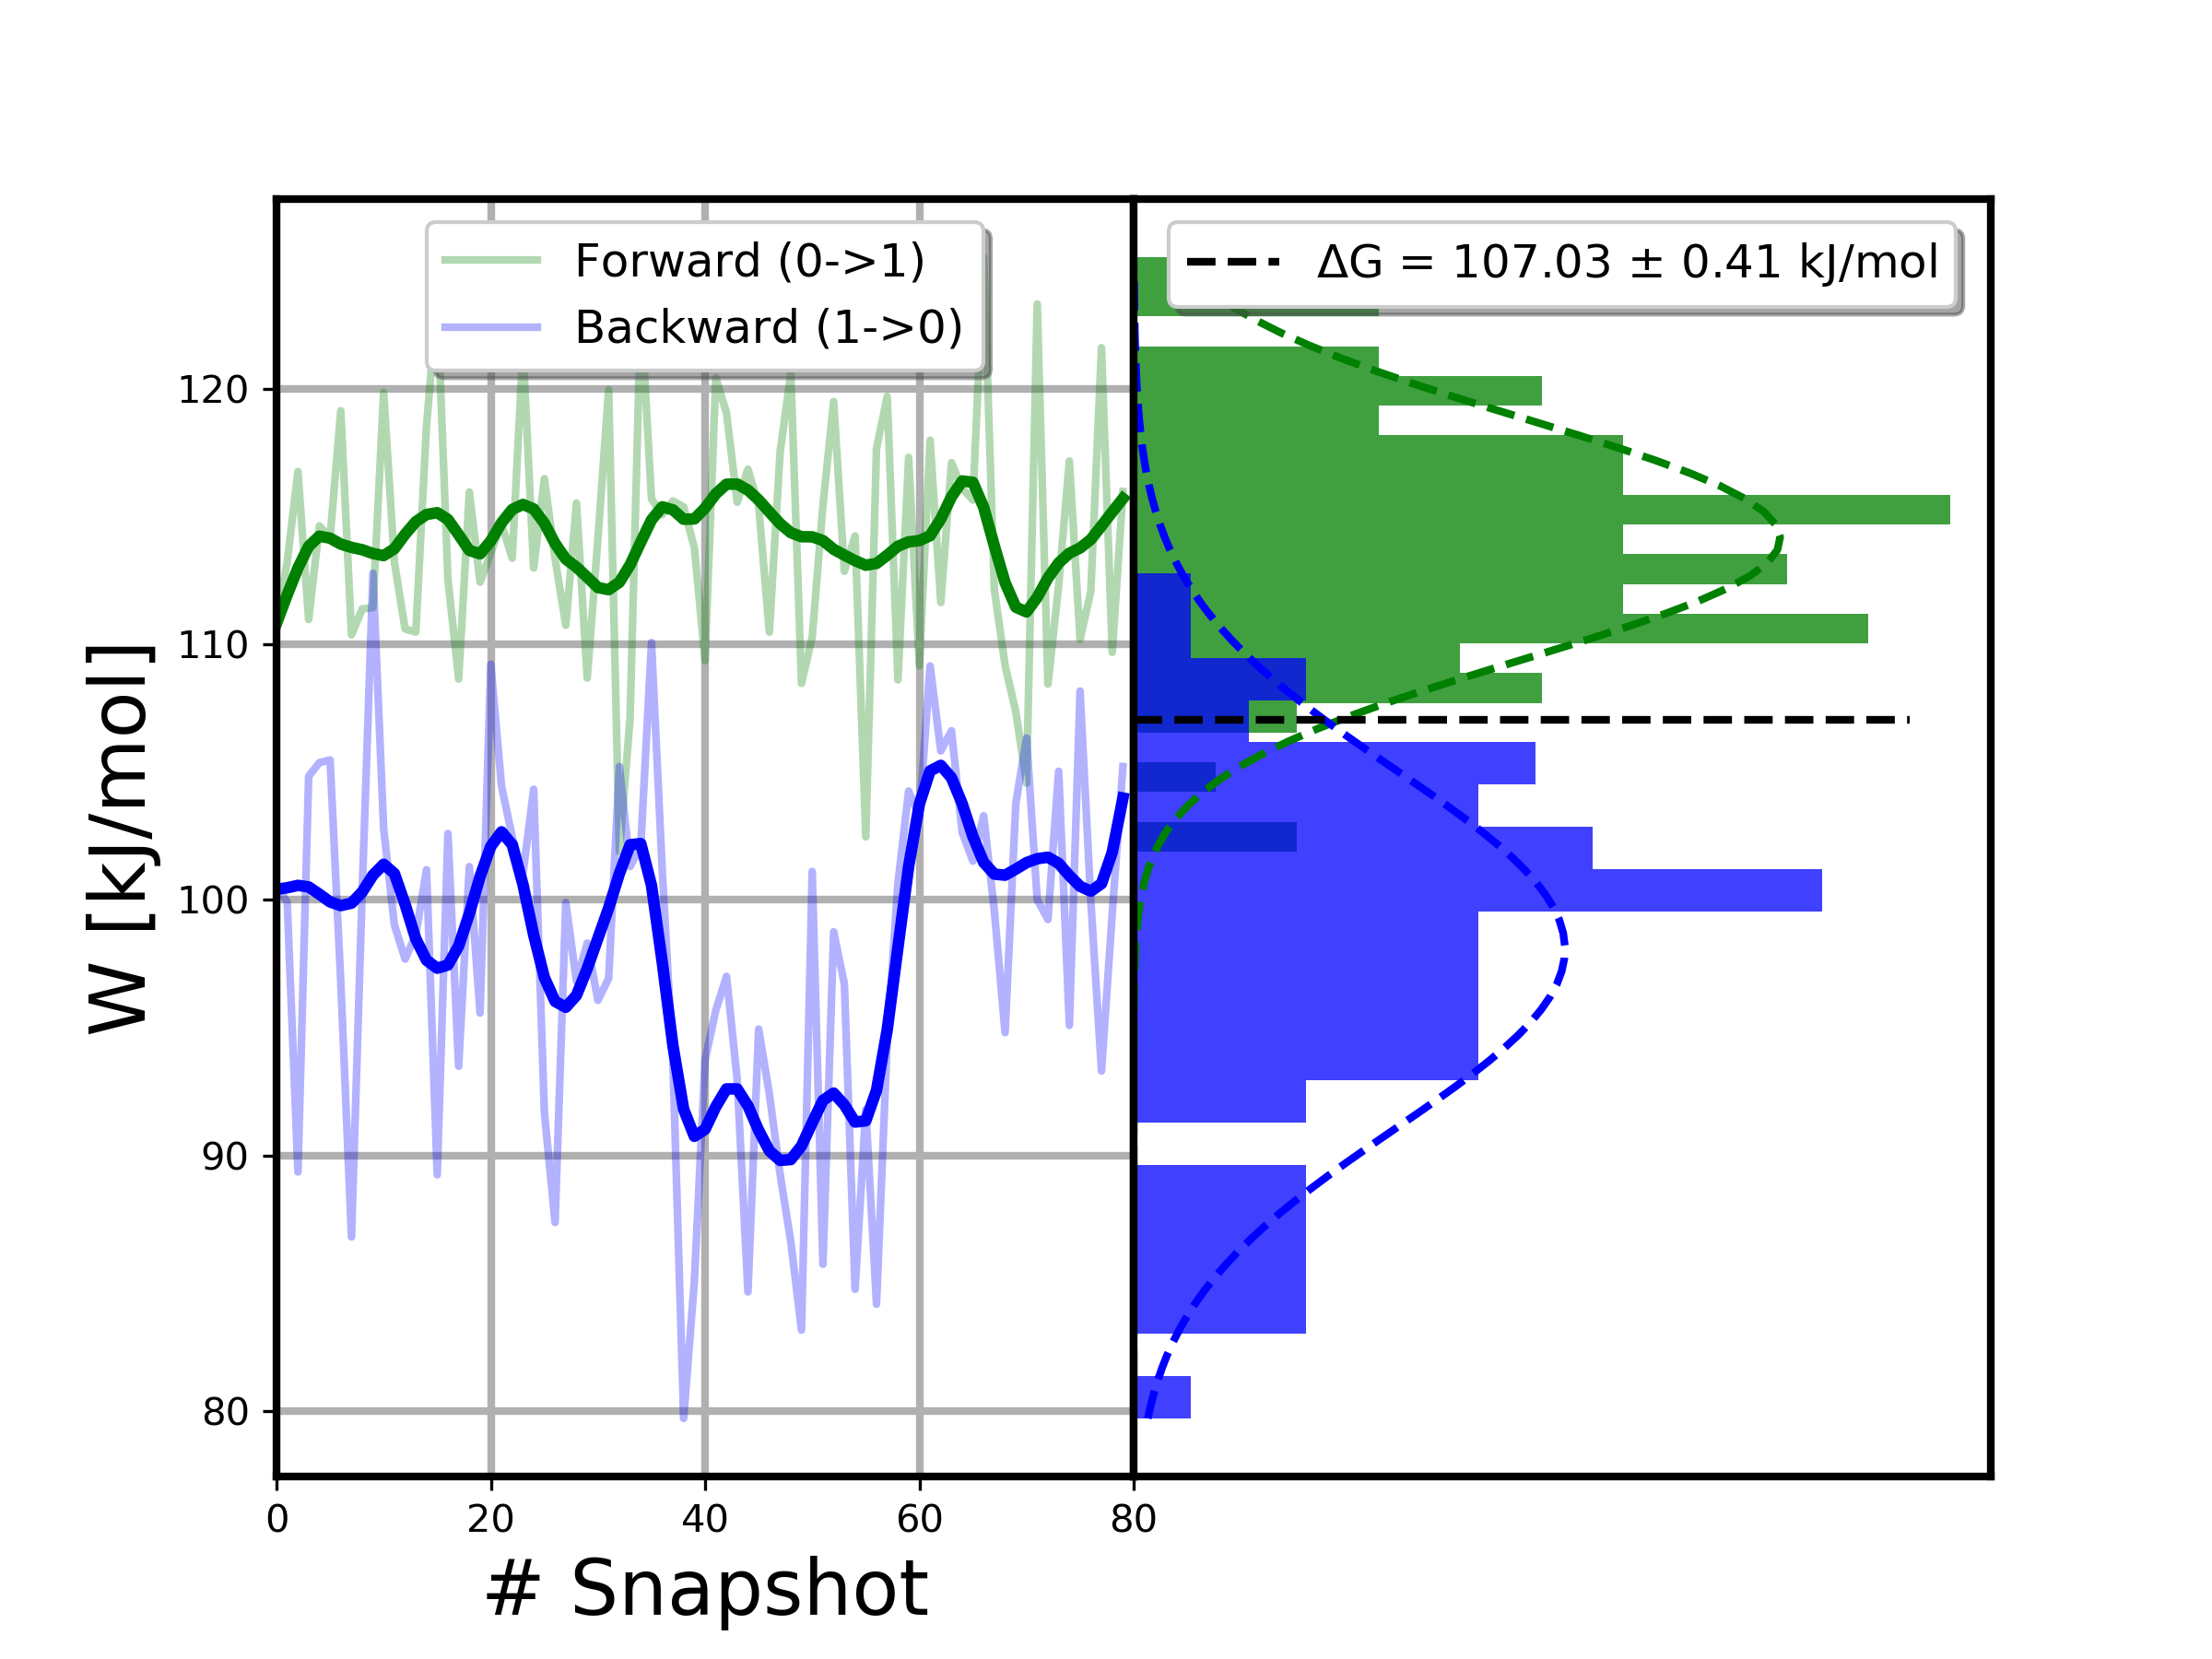 Forward (0->1)
Backward (1->0)
ΔG = 107.03 ± 0.41 kJ/mol
W [kJ/mol]
120
110
100
90
80
0 20 40 60 80
# Snapshot